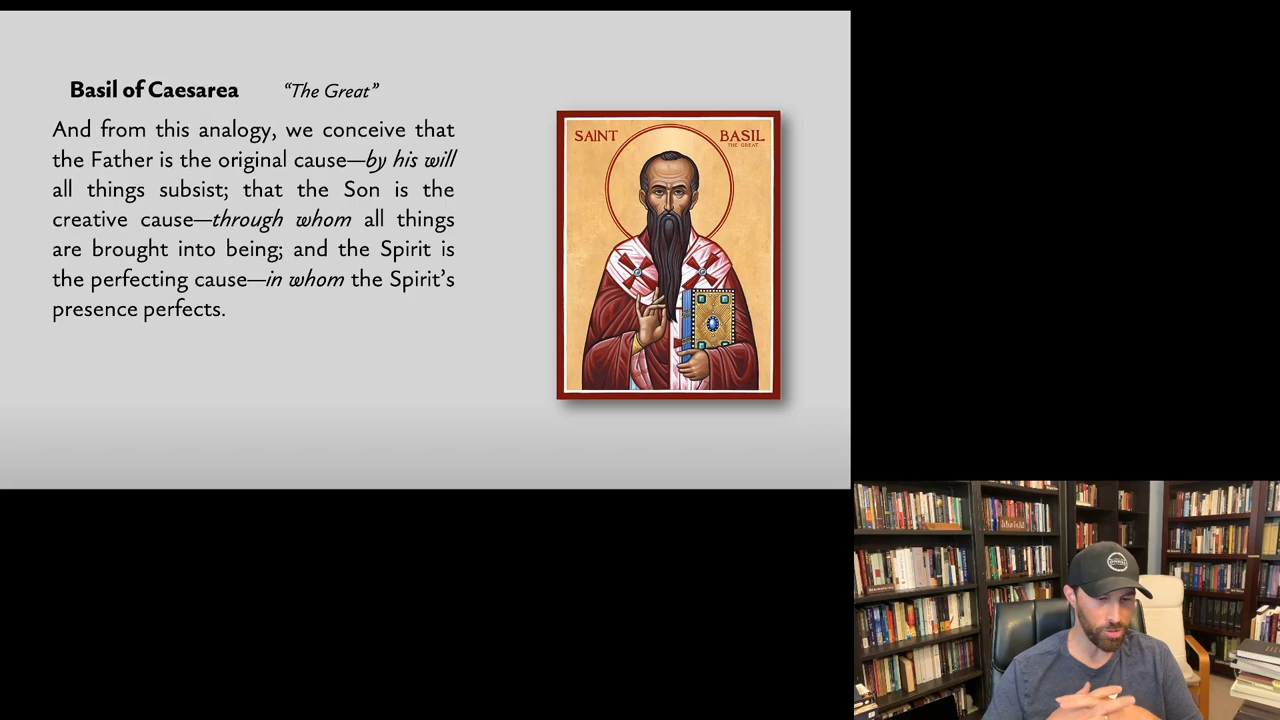 Basil of Caesarea “The Great”
And from this analogy, we conceive that
the Father is the original cause—by his will
all things subsist; that the Son is the
creative cause—through whom all things
are brought into being; and the Spirit is
the perfecting cause—in whom the Spirit’s
presence perfects.
SAINT BASIL
THE GREAT